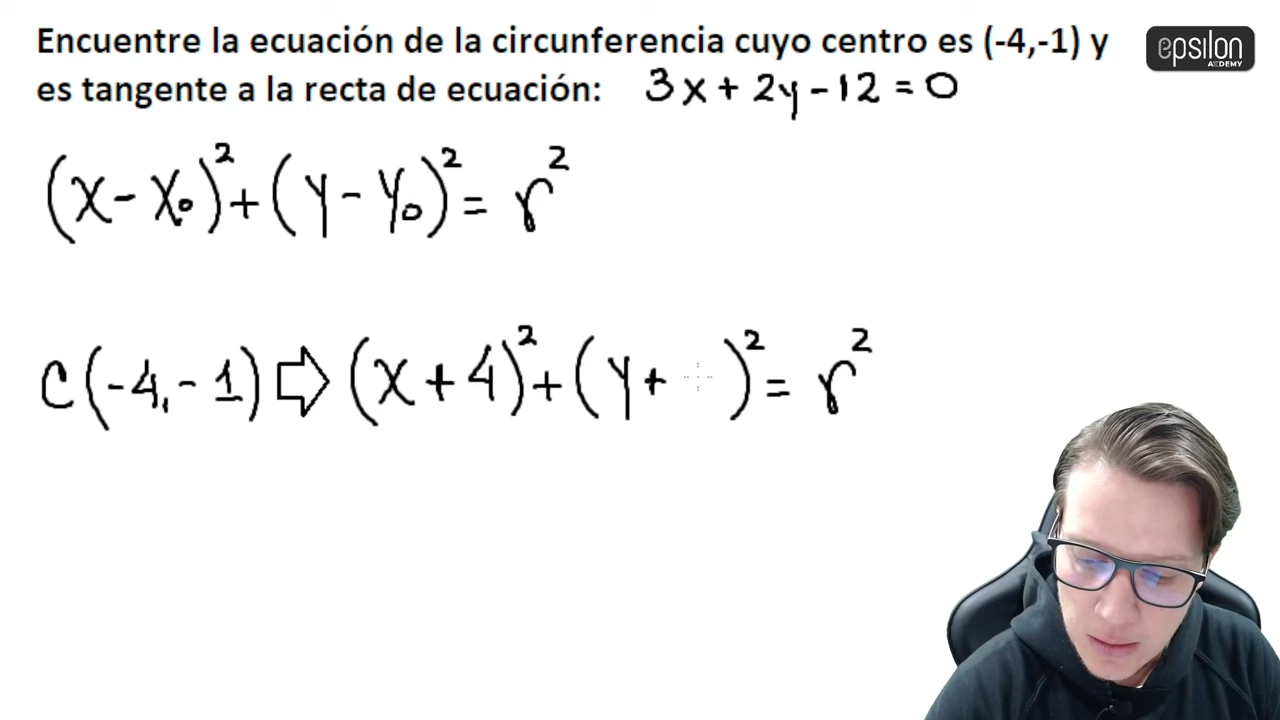 Encuentre la ecuación de la circunferencia cuyo centro es (-4,-1) y
es tangente a la recta de ecuación: 3x + 2y - 12 = 0
epsilon
AKDEMY
(x - x₀)² + (y - y₀)² = r²
C(-4, -1) ⇨ (x + 4)² + (y + )² = r²